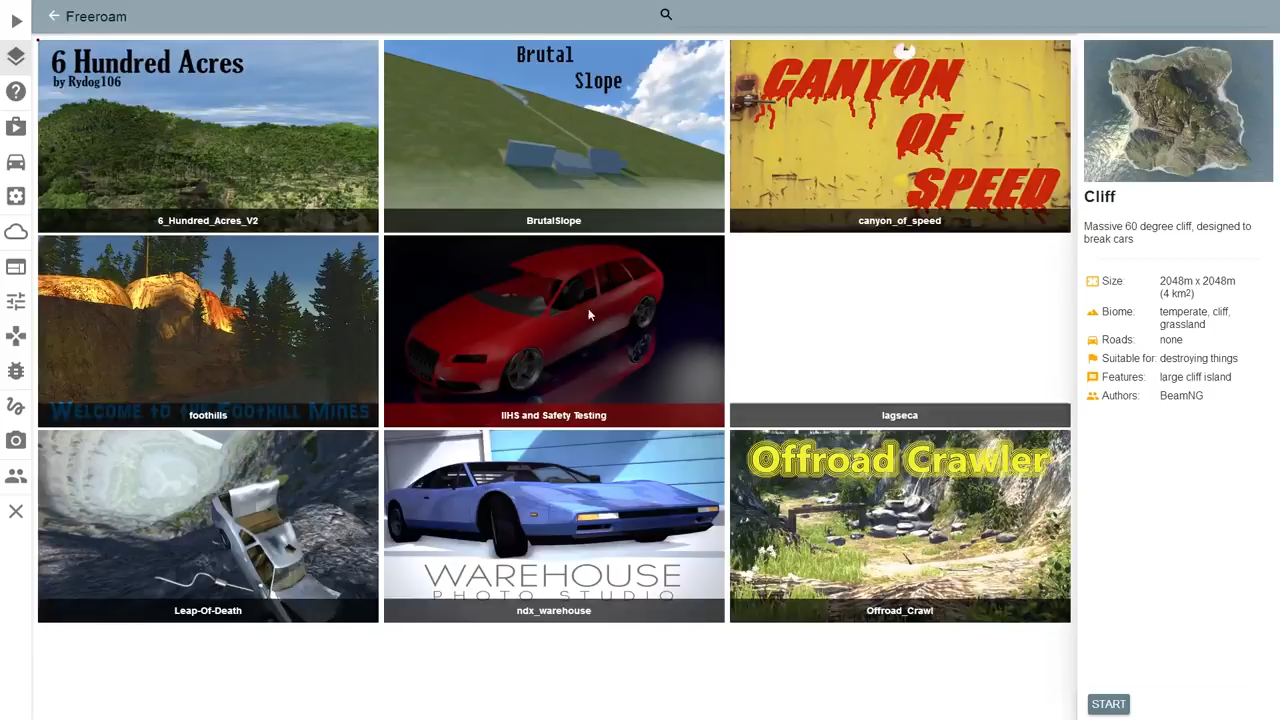 Freeroam
6 Hundred Acres
by Rydog106
6_Hundred_Acres_V2
Brutal
Slope
BrutalSlope
CANYON
OF
SPEED
canyon_of_speed
WELCOME TO THE FOOTHILL MINES
foothills
IIHS and Safety Testing
lagseca
Leap-Of-Death
WAREHOUSE
PHOTO STUDIO
ndx_warehouse
Offroad Crawler
Offroad_Crawl
Cliff
Massive 60 degree cliff, designed to
break cars
Size: 2048m x 2048m
(4 km²)
Biome: temperate, cliff,
grassland
Roads: none
Suitable for: destroying things
Features: large cliff island
Authors: BeamNG
START